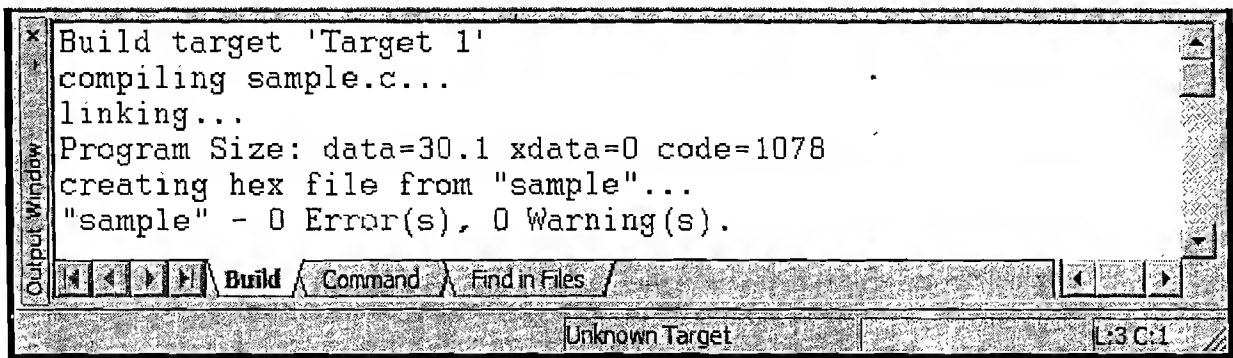 Build target 'Target 1'
compiling sample.c...
linking...
Program Size: data=30.1 xdata=0 code=1078
creating hex file from "sample"...
"sample" - 0 Error(s), 0 Warning(s).
Output Window
Build Command Find in Files
Unknown Target L:3 C:1